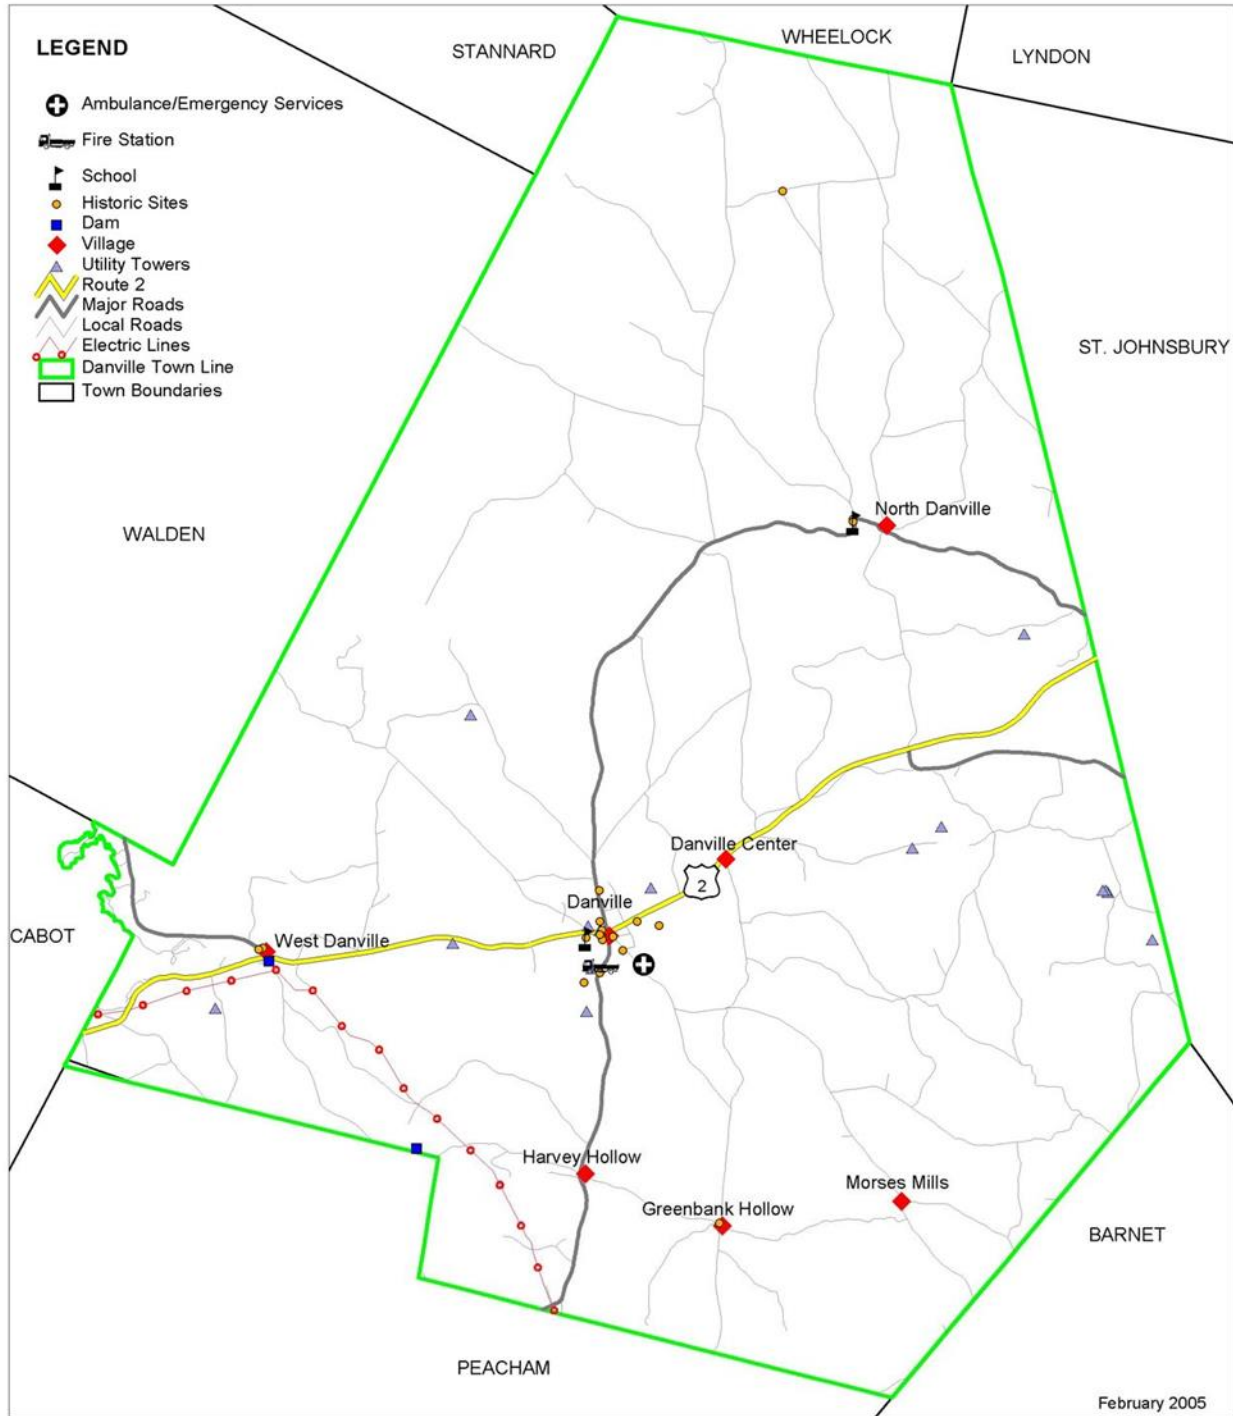 LEGEND
Ambulance/Emergency Services
Fire Station
School
Historic Sites
Dam
Village
Utility Towers
Route 2
Major Roads
Local Roads
Electric Lines
Danville Town Line
Town Boundaries
STANNARD
WHEELOCK
LYNDON
ST. JOHNSBURY
WALDEN
North Danville
Danville Center
2
Danville
West Danville
CABOT
Harvey Hollow
Morses Mills
Greenbank Hollow
BARNET
PEACHAM
February 2005